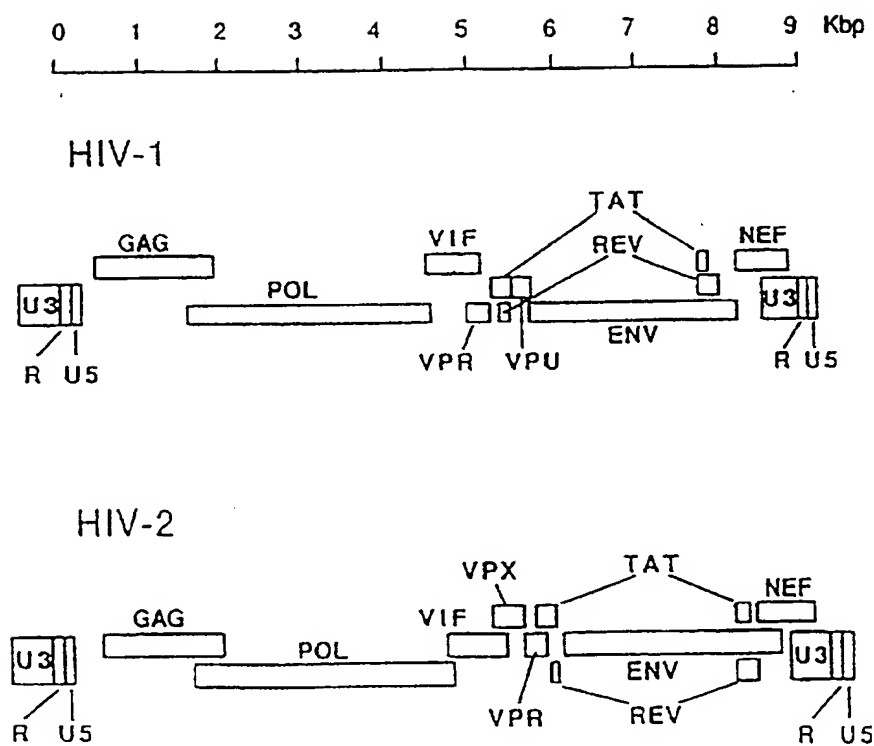 0 1 2 3 4 5 6 7 8 9 Kbp
HIV-1
TAT
GAG VIF REV NEF
U3 POL U3
R U5 VPR VPU ENV R U5
HIV-2
VPX TAT NEF
GAG VIF
U3 POL ENV U3
R U5 VPR REV R U5